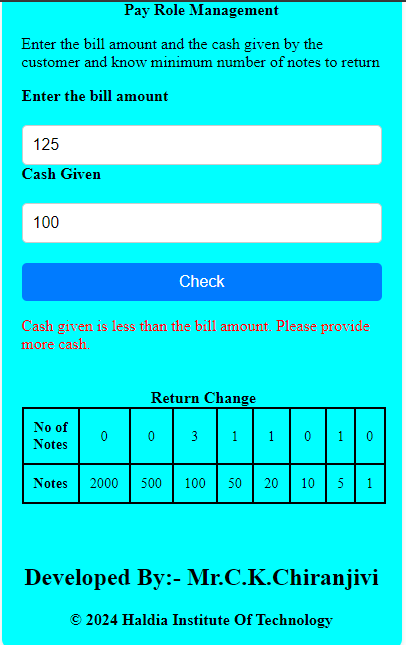 Pay Role Management
Enter the bill amount and the cash given by the
customer and know minimum number of notes to return
Enter the bill amount
125
Cash Given
100
Check
Cash given is less than the bill amount. Please provide
more cash.
Return Change
No of Notes 0 0 3 1 1 0 1 0
Notes 2000 500 100 50 20 10 5 1
Developed By:- Mr.C.K.Chiranjivi
© 2024 Haldia Institute Of Technology